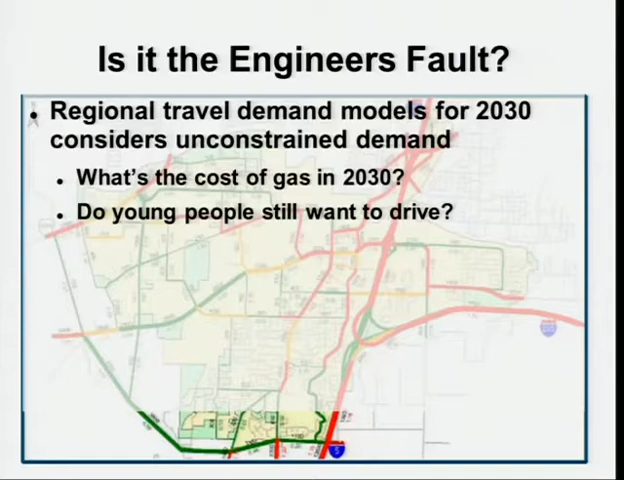 Is it the Engineers Fault?
• Regional travel demand models for 2030
considers unconstrained demand
• What's the cost of gas in 2030?
• Do young people still want to drive?
5